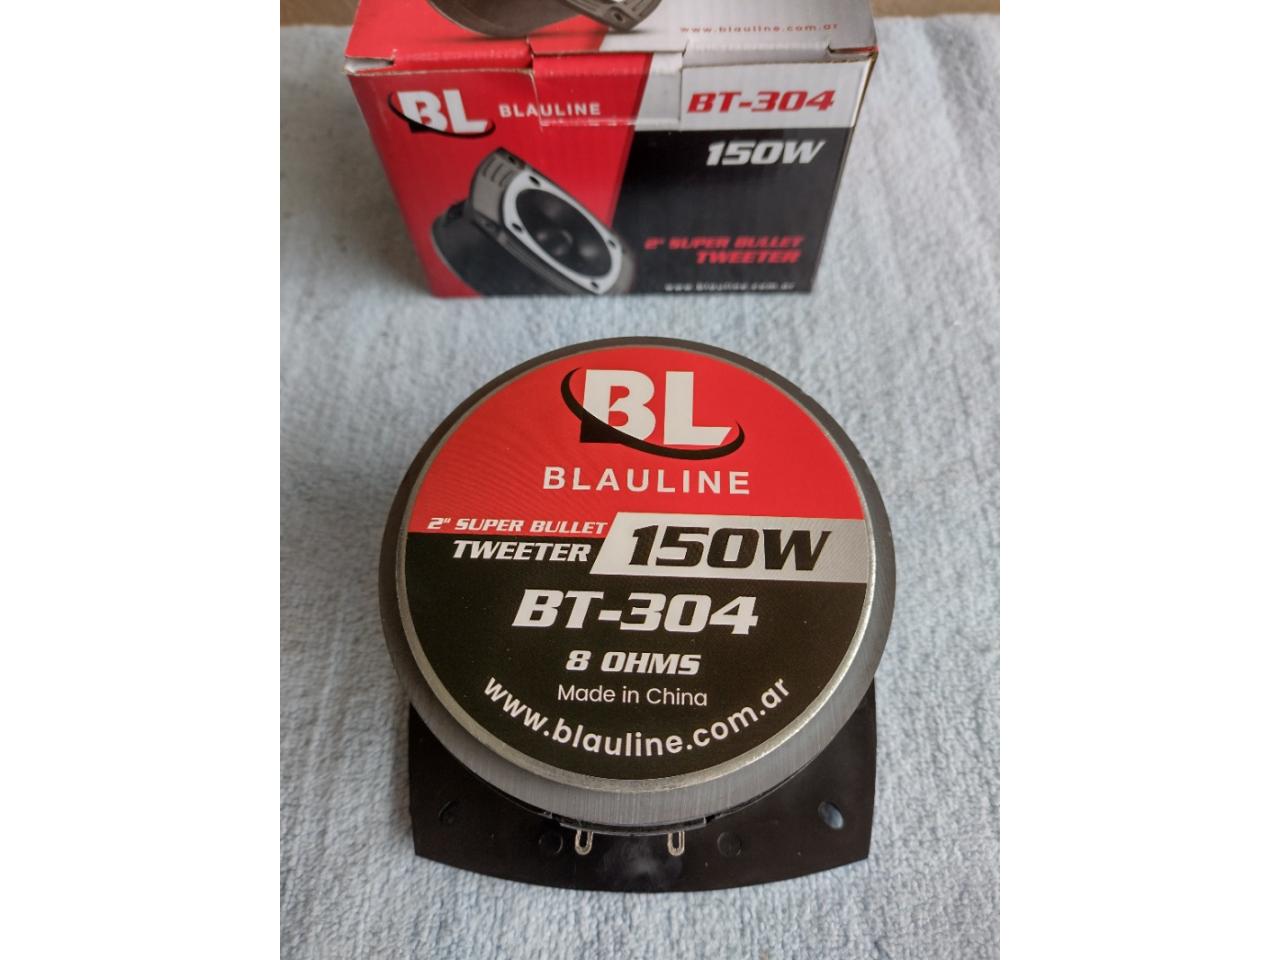 www.blauline.com.ar
BL BLAULINE
BT-304
150W
2" SUPER BULLET
TWEETER
www.blauline.com.ar
BL
BLAULINE
2" SUPER BULLET
TWEETER
150W
BT-304
8 OHMS
Made in China
www.blauline.com.ar